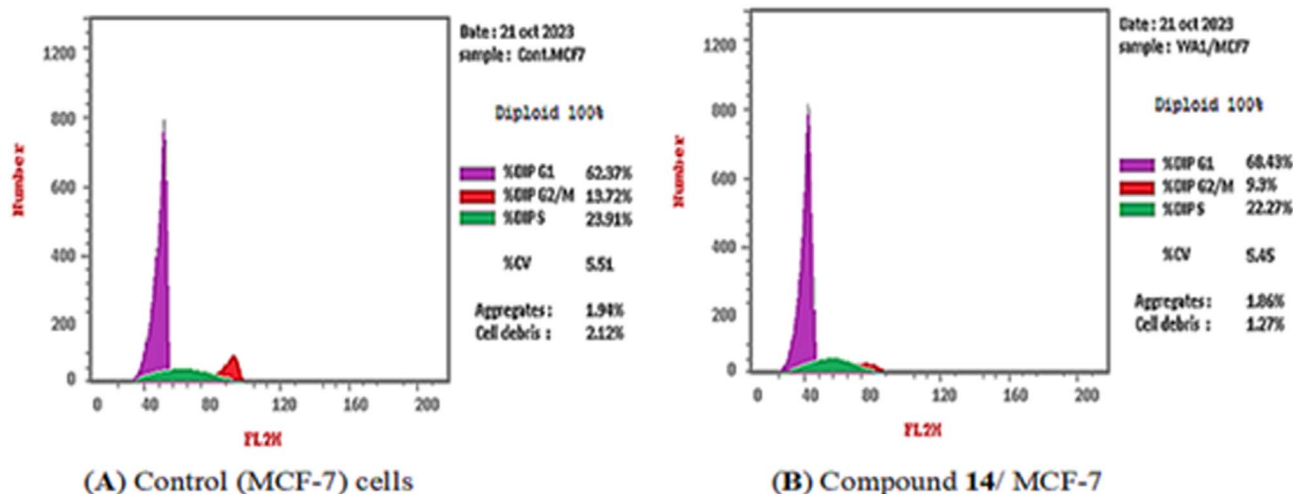 Date : 21 oct 2023
sample : Cont.MCF7
Diploid 100%
%DIP G1 62.37%
%DIP G2/M 13.72%
%DIP S 23.91%
%CV 5.51
Aggregates : 1.94%
Cell debris : 2.12%
Number
1200
800
600
400
200
0
0 40 80 120 160 200
FL2H
(A) Control (MCF-7) cells
Date : 21 oct 2023
sample : WA1/MCF7
Diploid 100%
%DIP G1 68.43%
%DIP G2/M 9.3%
%DIP S 22.27%
%CV 5.45
Aggregates : 1.86%
Cell debris : 1.27%
Number
1200
800
600
400
200
0
0 40 80 120 160 200
FL2H
(B) Compound 14/ MCF-7